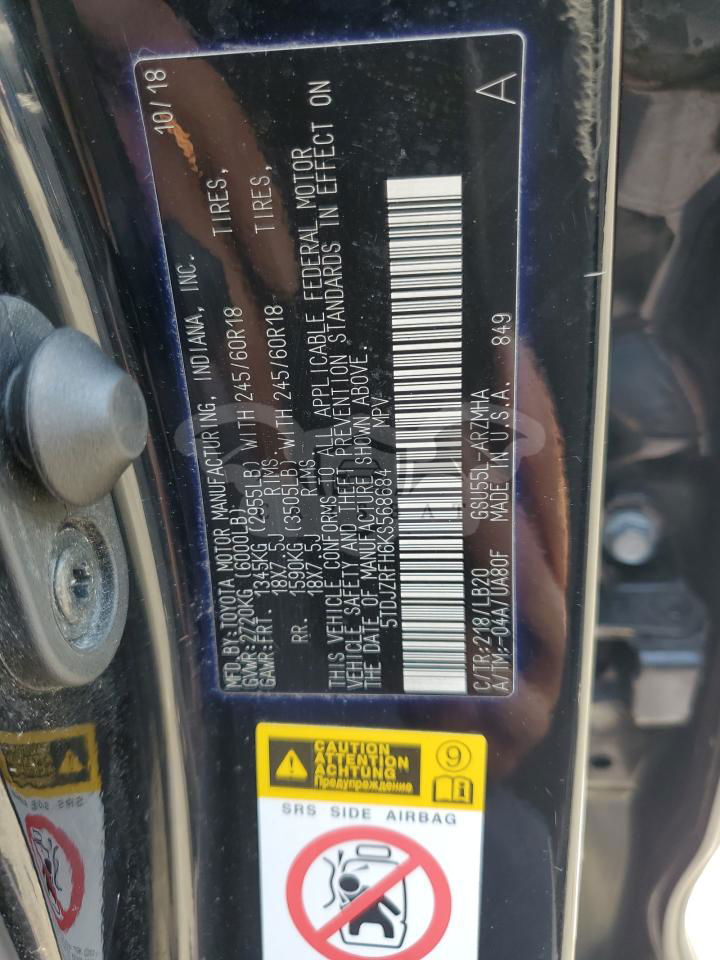 MFD.BY:TOYOTA MOTOR MANUFACTURING, INDIANA, INC. 10/18
GVWR:2720KG (6000LB)
GAWR:FRT. 1345KG (2955LB) WITH 245/60R18 TIRES,
18X7.5J RIMS,
RR. 1590KG (3505LB) WITH 245/60R18 TIRES,
18X7.5J RIMS
THIS VEHICLE CONFORMS TO ALL APPLICABLE FEDERAL MOTOR
VEHICLE SAFETY AND THEFT PREVENTION STANDARDS IN EFFECT ON
THE DATE OF MANUFACTURE SHOWN ABOVE.
5TDJZRFH6KS568684 MPV
C/TR:218/LB20 GSU55L-ARZMHA
A/TM:-04A/UA80F MADE IN U.S.A. 849 A
CAUTION
ATTENTION
ACHTUNG
Предупреждение
9
SRS SIDE AIRBAG
SRS SIDE